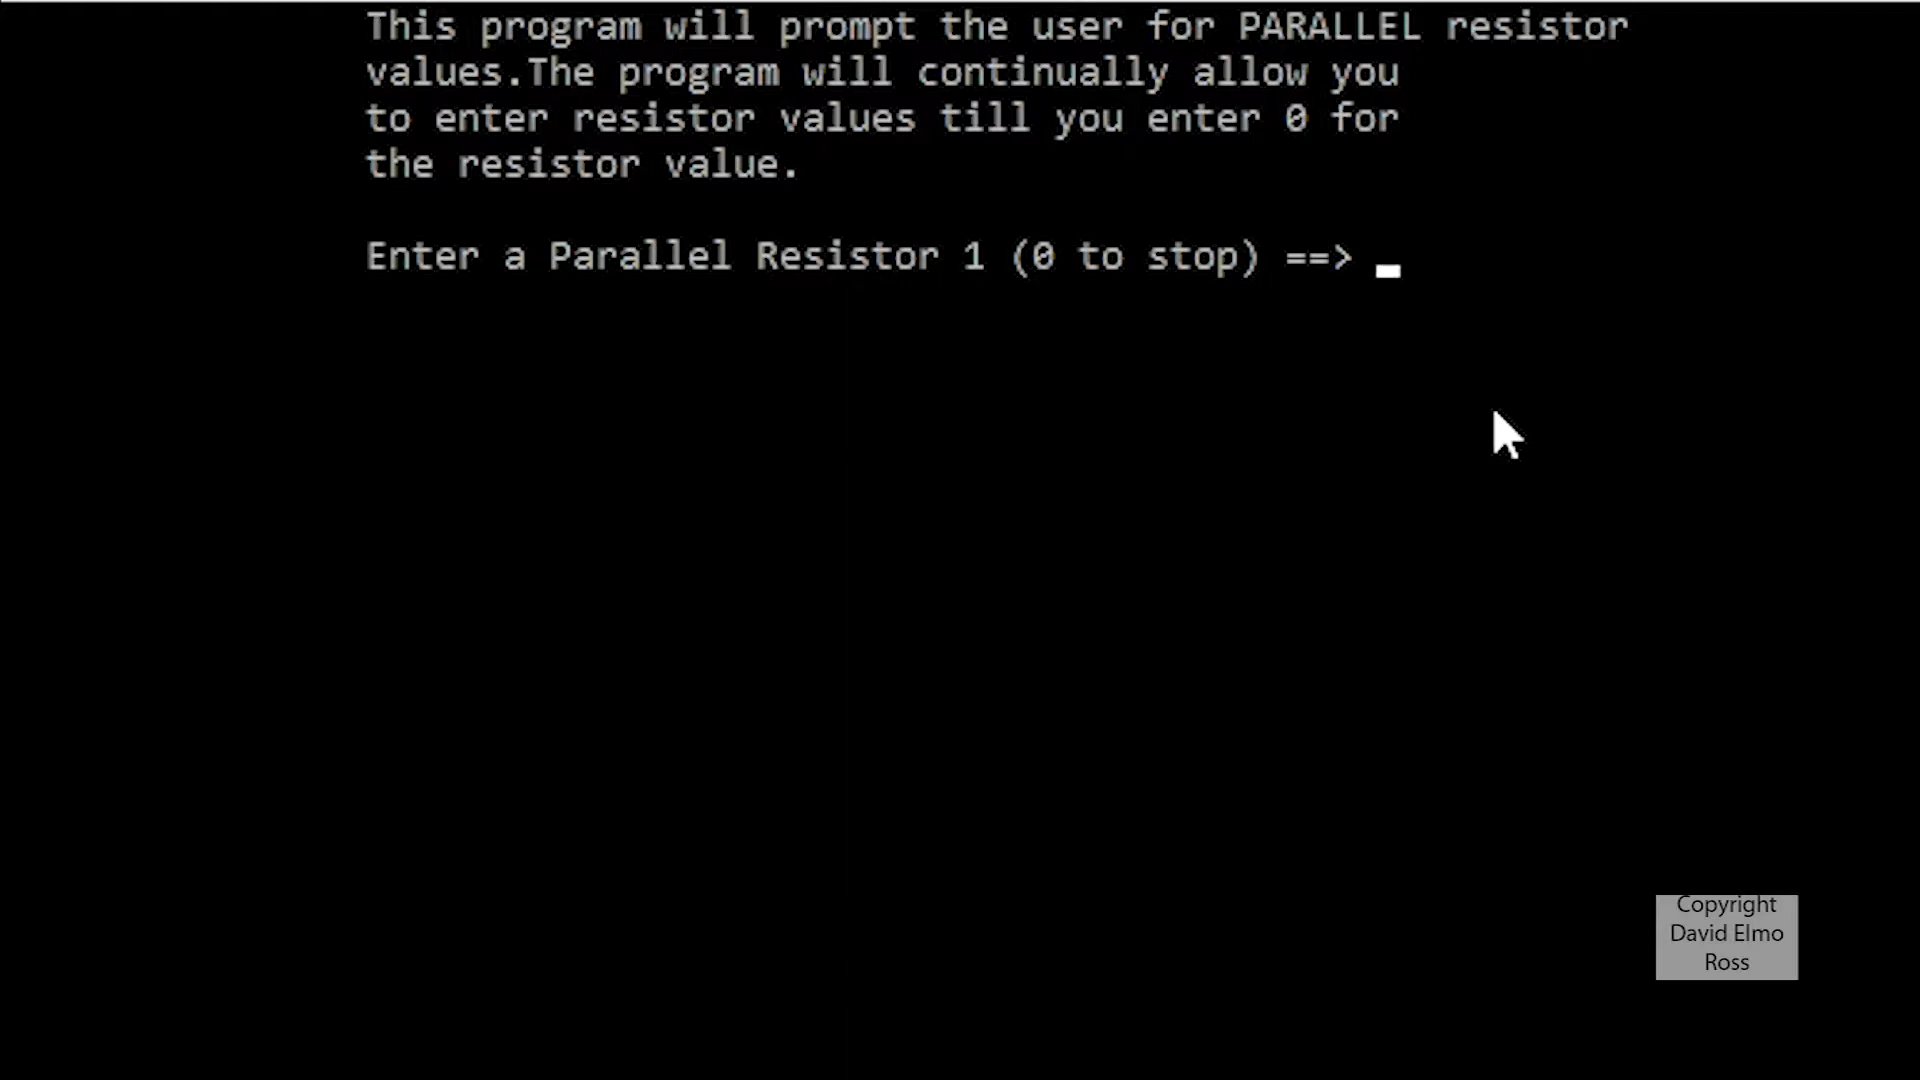 This program will prompt the user for PARALLEL resistor
values.The program will continually allow you
to enter resistor values till you enter 0 for
the resistor value.
Enter a Parallel Resistor 1 (0 to stop) ==>
Copyright
David Elmo
Ross